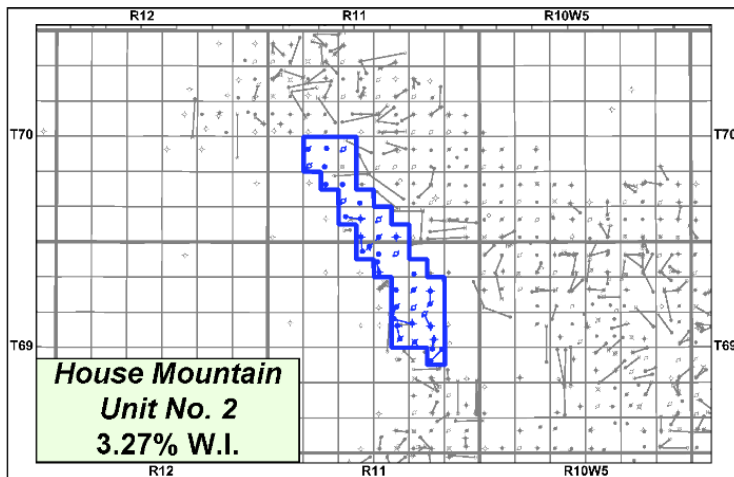 R12 R11 R10W5
T70 T70
T69 T69
House Mountain
Unit No. 2
3.27% W.I.
R12 R11 R10W5